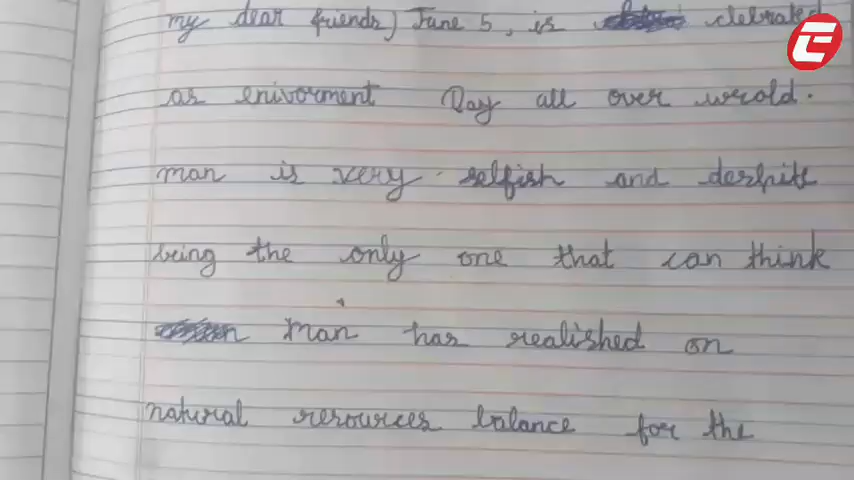 my dear friends, June 5, is celebrated
as enivorment Day all over wrold.
man is very selfish and despite
being the only one that can think
man has realished on
natural resources balance for the